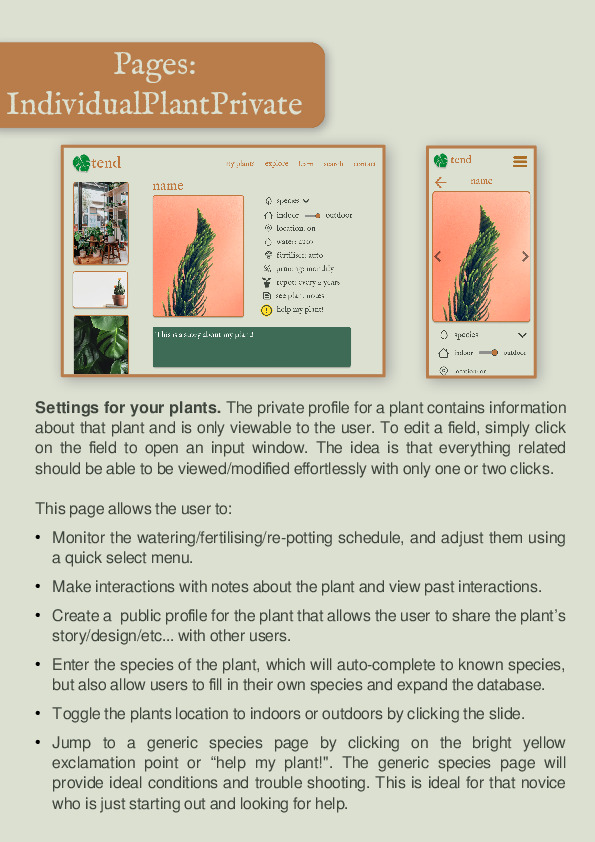 Pages:
IndividualPlantPrivate
tend
my plants explore learn search contact
name
species
indoor outdoor
location: on
water: auto
fertilise: auto
pruning: monthly
repot: every 2 years
see plant notes
help my plant!
This is a story about my plant!
tend
name
species
indoor outdoor
location: on
Settings for your plants. The private profile for a plant contains information
about that plant and is only viewable to the user. To edit a field, simply click
on the field to open an input window. The idea is that everything related
should be able to be viewed/modified effortlessly with only one or two clicks.
This page allows the user to:
• Monitor the watering/fertilising/re-potting schedule, and adjust them using
a quick select menu.
• Make interactions with notes about the plant and view past interactions.
• Create a public profile for the plant that allows the user to share the plant's
story/design/etc... with other users.
• Enter the species of the plant, which will auto-complete to known species,
but also allow users to fill in their own species and expand the database.
• Toggle the plants location to indoors or outdoors by clicking the slide.
• Jump to a generic species page by clicking on the bright yellow
exclamation point or "help my plant!". The generic species page will
provide ideal conditions and trouble shooting. This is ideal for that novice
who is just starting out and looking for help.